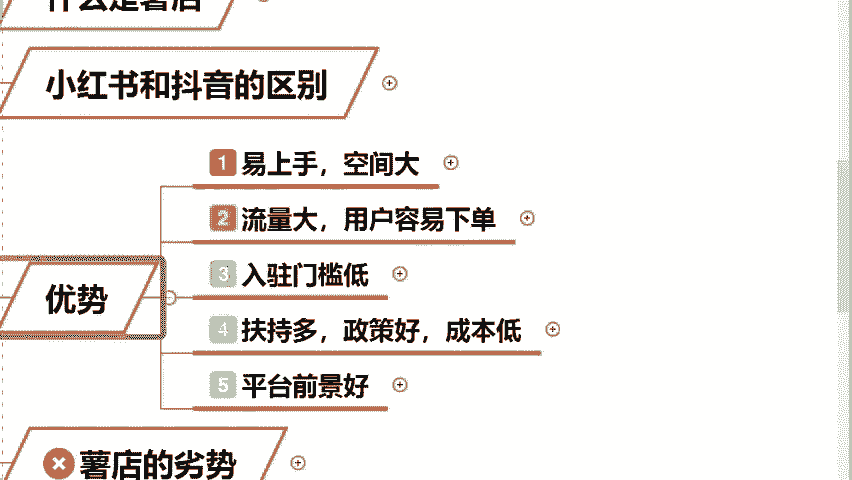 什么是薯店
小红书和抖音的区别
1 易上手，空间大
2 流量大，用户容易下单
3 入驻门槛低
优势
4 扶持多，政策好，成本低
5 平台前景好
薯店的劣势